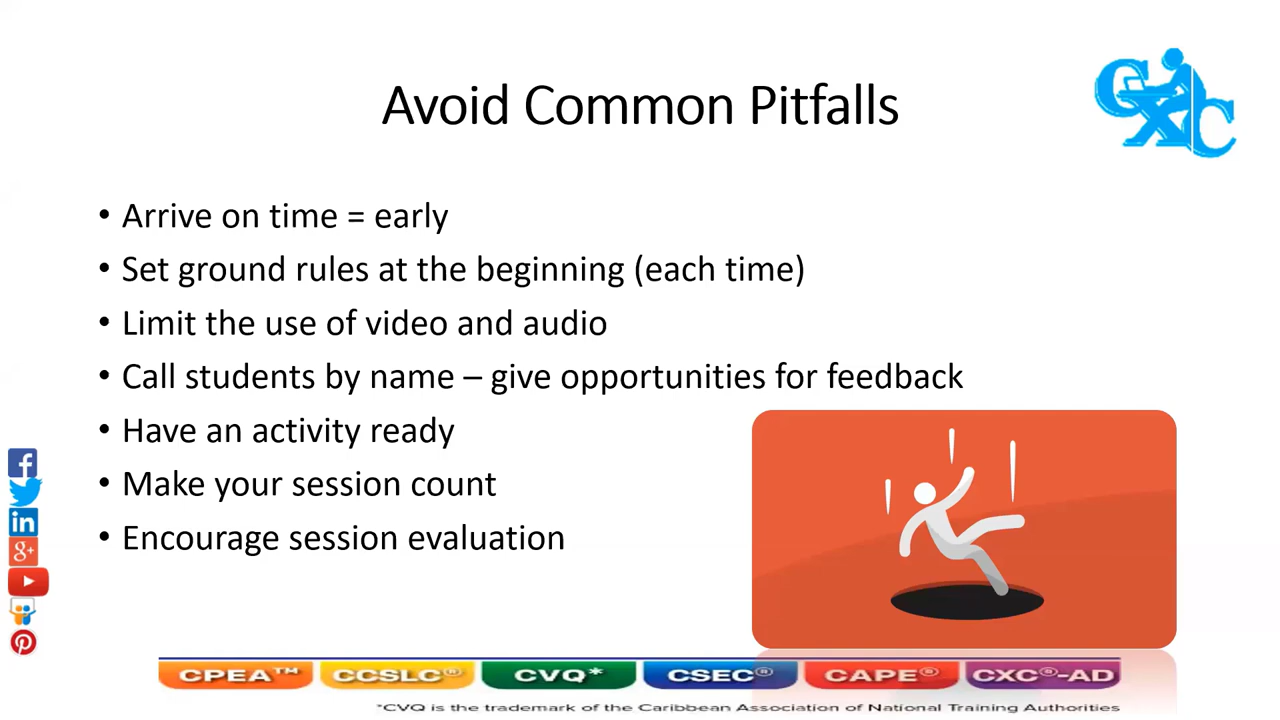 Avoid Common Pitfalls
CXC
• Arrive on time = early
• Set ground rules at the beginning (each time)
• Limit the use of video and audio
• Call students by name – give opportunities for feedback
• Have an activity ready
• Make your session count
• Encourage session evaluation
f
in
g+
CPEA™ CCSLC® CVQ* CSEC® CAPE® CXC®-AD
*CVQ is the trademark of the Caribbean Association of National Training Authorities